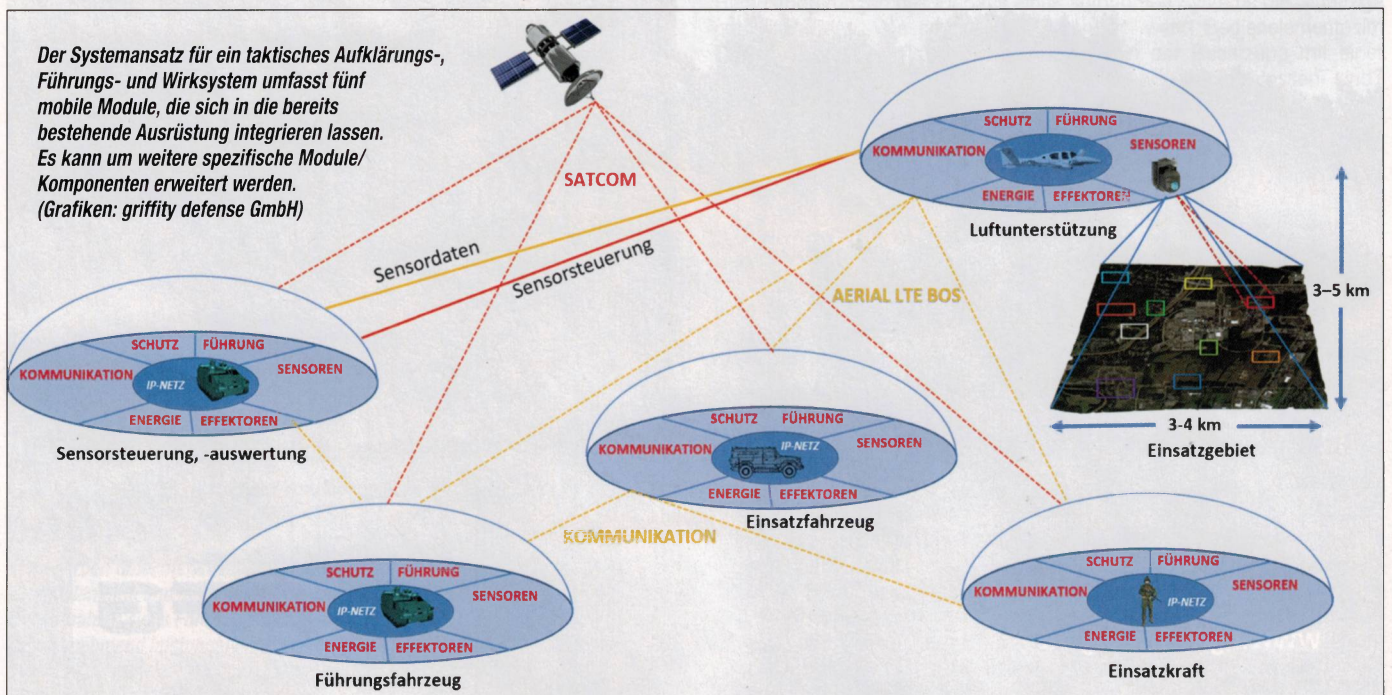 Der Systemansatz für ein taktisches Aufklärungs-,
Führungs- und Wirksystem umfasst fünf
mobile Module, die sich in die bereits
bestehende Ausrüstung integrieren lassen.
Es kann um weitere spezifische Module/
Komponenten erweitert werden.
(Grafiken: griffity defense GmbH)
SATCOM
Sensordaten
Sensorsteuerung
AERIAL LTE BOS
KOMMUNIKATION
SCHUTZ FÜHRUNG
KOMMUNIKATION SENSOREN
ENERGIE EFFEKTOREN
Luftunterstützung
3–5 km
3-4 km
Einsatzgebiet
SCHUTZ FÜHRUNG
KOMMUNIKATION IP-NETZ SENSOREN
ENERGIE EFFEKTOREN
Sensorsteuerung, -auswertung
SCHUTZ FÜHRUNG
KOMMUNIKATION IP-NETZ SENSOREN
ENERGIE EFFEKTOREN
Einsatzfahrzeug
SCHUTZ FÜHRUNG
KOMMUNIKATION IP-NETZ SENSOREN
ENERGIE EFFEKTOREN
Führungsfahrzeug
SCHUTZ FÜHRUNG
KOMMUNIKATION IP-NETZ SENSOREN
ENERGIE EFFEKTOREN
Einsatzkraft